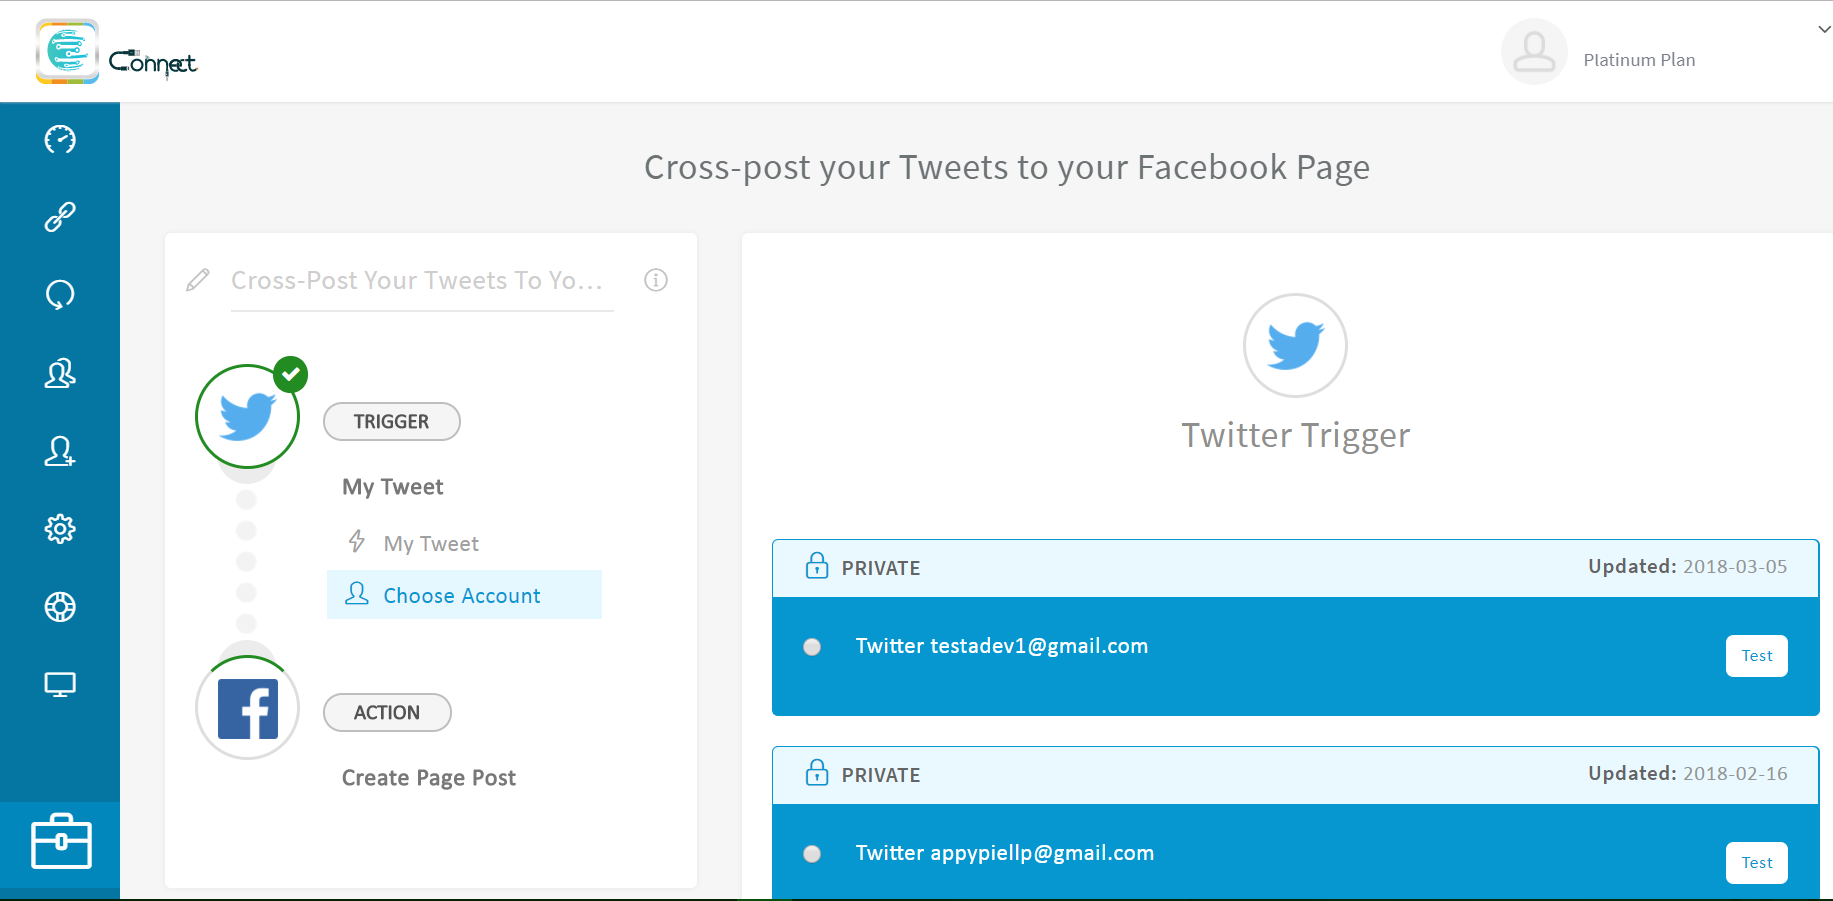 Connect
Platinum Plan
Cross-post your Tweets to your Facebook Page
Cross-Post Your Tweets To Yo...
TRIGGER
My Tweet
My Tweet
Choose Account
ACTION
Create Page Post
Twitter Trigger
PRIVATE
Updated: 2018-03-05
Twitter testadev1@gmail.com
Test
PRIVATE
Updated: 2018-02-16
Twitter appypiellp@gmail.com
Test